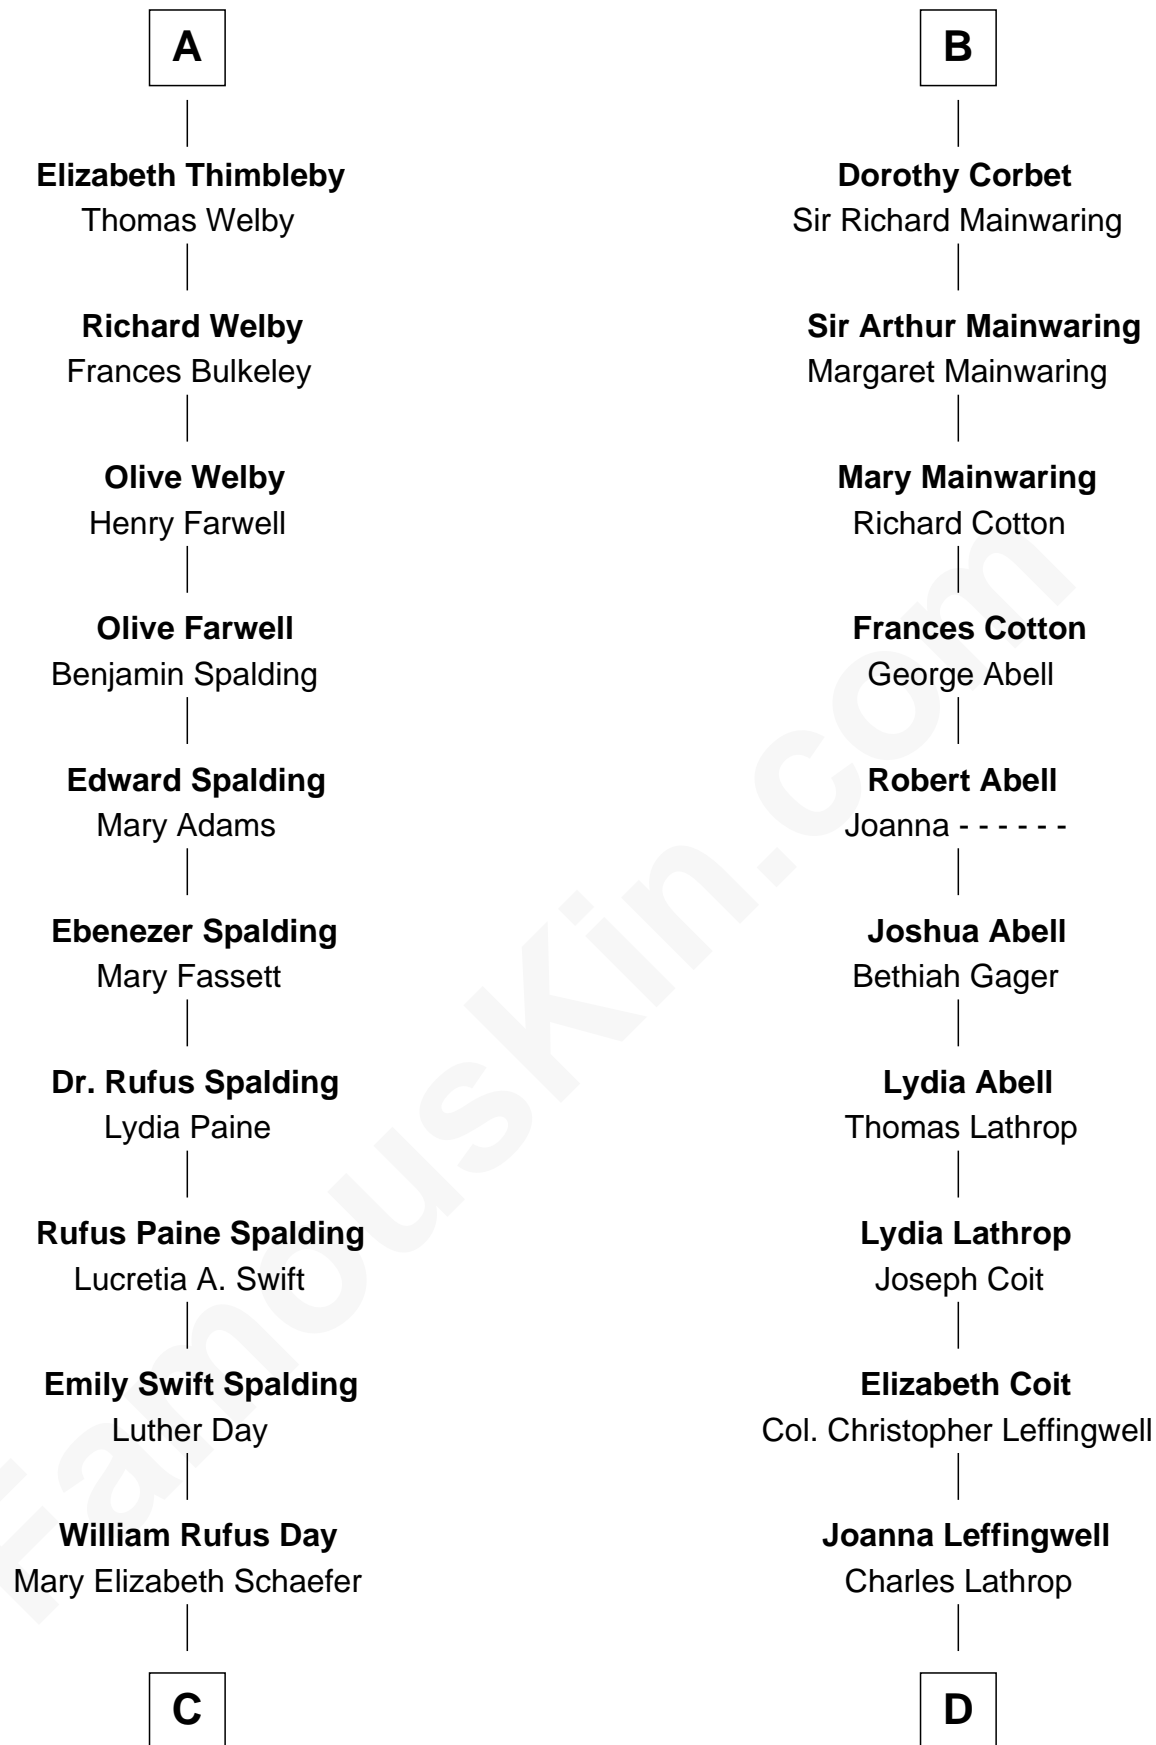 A
Elizabeth Thimbleby
Thomas Welby
Richard Welby
Frances Bulkeley
Olive Welby
Henry Farwell
Olive Farwell
Benjamin Spalding
Edward Spalding
Mary Adams
Ebenezer Spalding
Mary Fassett
Dr. Rufus Spalding
Lydia Paine
Rufus Paine Spalding
Lucretia A. Swift
Emily Swift Spalding
Luther Day
William Rufus Day
Mary Elizabeth Schaefer
C
B
Dorothy Corbet
Sir Richard Mainwaring
Sir Arthur Mainwaring
Margaret Mainwaring
Mary Mainwaring
Richard Cotton
Frances Cotton
George Abell
Robert Abell
Joanna - - - - - -
Joshua Abell
Bethiah Gager
Lydia Abell
Thomas Lathrop
Lydia Lathrop
Joseph Coit
Elizabeth Coit
Col. Christopher Leffingwell
Joanna Leffingwell
Charles Lathrop
D
FamousKin.com